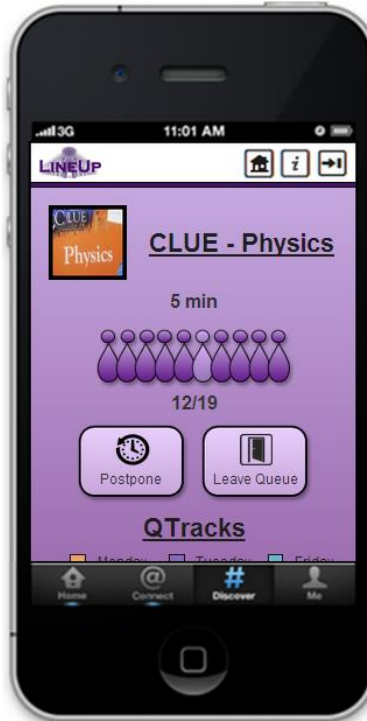 3G 11:01 AM
LINEUP i
CLUE
Physics
CLUE - Physics
5 min
12/19
Postpone Leave Queue
QTracks
Monday Tuesday Friday
Home Connect Discover Me